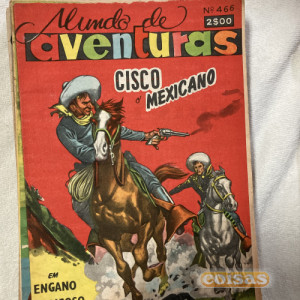 Mundo de
aventuras
Nº 466
2$00
CISCO
o MEXICANO
EM
ENGANO
coisas